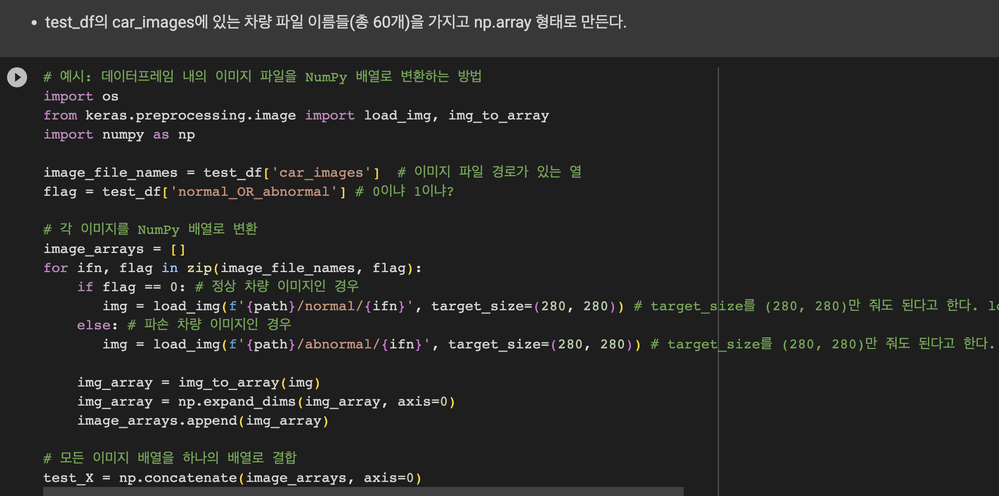 • test_df의 car_images에 있는 차량 파일 이름들(총 60개)을 가지고 np.array 형태로 만든다.
# 예시: 데이터프레임 내의 이미지 파일을 NumPy 배열로 변환하는 방법
import os
from keras.preprocessing.image import load_img, img_to_array
import numpy as np
image_file_names = test_df['car_images']  # 이미지 파일 경로가 있는 열
flag = test_df['normal_OR_abnormal'] # 0이냐 1이냐?
# 각 이미지를 NumPy 배열로 변환
image_arrays = []
for ifn, flag in zip(image_file_names, flag):
    if flag == 0: # 정상 차량 이미지인 경우
       img = load_img(f'{path}/normal/{ifn}', target_size=(280, 280)) # target_size를 (280, 280)만 줘도 된다고 한다.
    else: # 파손 차량 이미지인 경우
       img = load_img(f'{path}/abnormal/{ifn}', target_size=(280, 280)) # target_size를 (280, 280)만 줘도 된다고 한다.
    img_array = img_to_array(img)
    img_array = np.expand_dims(img_array, axis=0)
    image_arrays.append(img_array)
# 모든 이미지 배열을 하나의 배열로 결합
test_X = np.concatenate(image_arrays, axis=0)